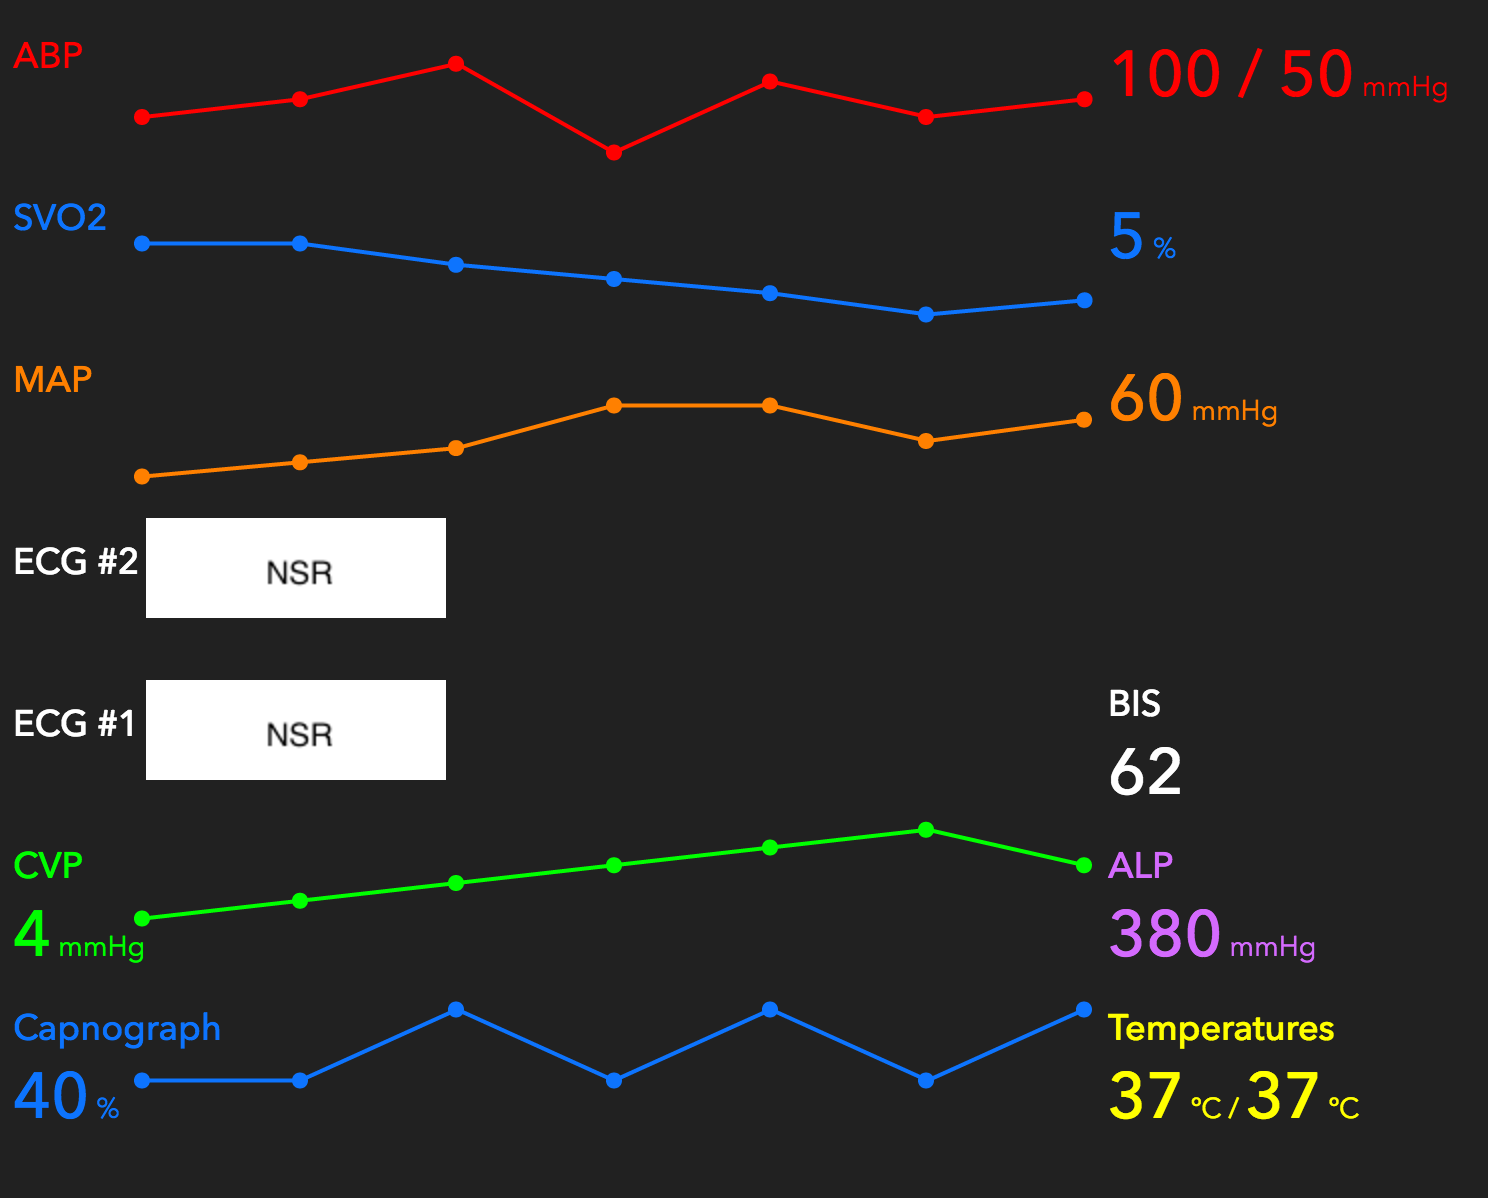 ABP
100 / 50 mmHg
SVO2
5 %
MAP
60 mmHg
ECG #2
NSR
ECG #1
NSR
BIS
62
CVP
4 mmHg
ALP
380 mmHg
Capnograph
40 %
Temperatures
37 °C / 37 °C